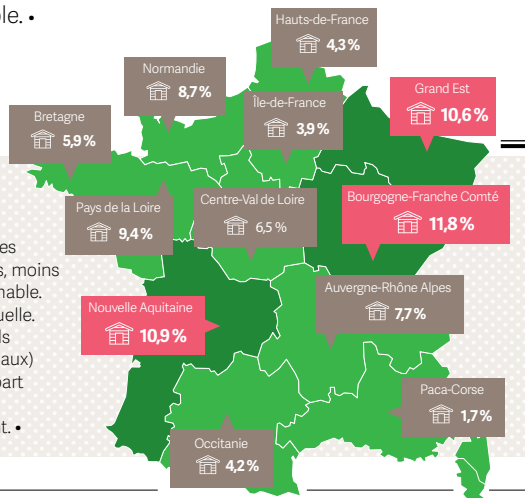 ole. •
Hauts-de-France
4,3 %
Normandie
8,7 %
Grand Est
10,6 %
Île-de-France
3,9 %
Bretagne
5,9 %
Bourgogne-Franche Comté
11,8 %
Centre-Val de Loire
6,5 %
Pays de la Loire
9,4 %
es
s, moins
nable.
uelle.
ls
aux)
part
t. •
Auvergne-Rhône Alpes
7,7 %
Nouvelle Aquitaine
10,9 %
Paca-Corse
1,7 %
Occitanie
4,2 %